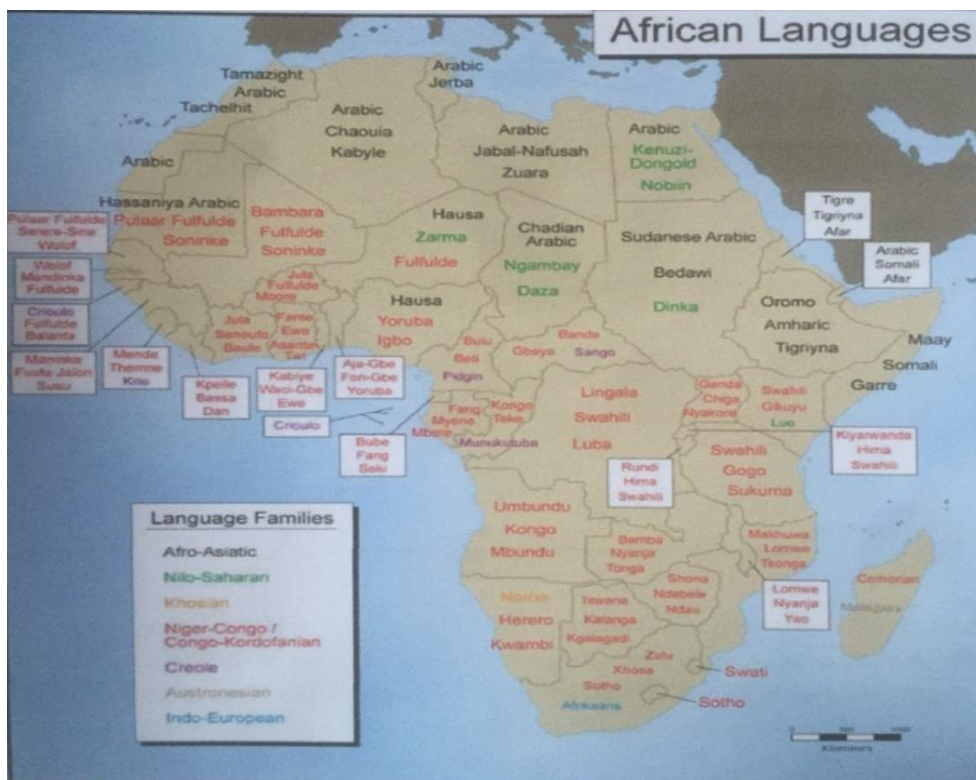 African Languages
Tamazight
Arabic
Tachelhit
Arabic
Jerba
Arabic
Chaouia
Kabyle
Arabic
Jabal-Nafusah
Zuara
Arabic
Kenuzi-
Dongold
Nobiin
Arabic
Hassaniya Arabic
Pulaar Fulfulde
Soninke
Bambara
Fulfulde
Soninke
Hausa
Zarma
Fulfulde
Chadian
Arabic
Ngambay
Daza
Sudanese Arabic
Bedawi
Dinka
Tigre
Tigriyna
Afar
Arabic
Somali
Afar
Oromo
Amharic
Tigriyna
Maay
Somali
Garre
Pulaar Fulfulde
Serere-Sine
Wolof
Wolof
Mandinka
Fulfulde
Crioulo
Fulfulde
Balanta
Maninka
Fuuta Jalon
Susu
Mende
Themne
Krio
Kpelle
Bassa
Dan
Jula
Fulfulde
Moore
Jula
Senoufo
Baule
Fante
Ewe
Asante-
Twi
Kabiye
Waci-Gbe
Ewe
Aja-Gbe
Fon-Gbe
Yoruba
Hausa
Yoruba
Igbo
Crioulo
Bulu
Beti
Pidgin
Gbaya
Banda
Sango
Bube
Fang
Seki
Fang
Myene
Mbere
Kongo
Teke
Munukutuba
Lingala
Swahili
Luba
Ganda
Chiga
Nyakore
Swahili
Gikuyu
Luo
Kiyarwanda
Hima
Swahili
Rundi
Hima
Swahili
Swahili
Gogo
Sukuma
Umbundu
Kongo
Mbundu
Bemba
Nyanja
Tonga
Makhuwa
Lomwe
Tsonga
Lomwe
Nyanja
Yao
Shona
Ndebele
Ndau
Nama
Herero
Kwambi
Tswana
Kalanga
Kgalagadi
Zulu
Xhosa
Sotho
Afrikaans
Swati
Sotho
Comorian
Malagasy
Language Families
Afro-Asiatic
Nilo-Saharan
Khosian
Niger-Congo /
Congo-Kordofanian
Creole
Austronesian
Indo-European
0 500 1000
Kilometers